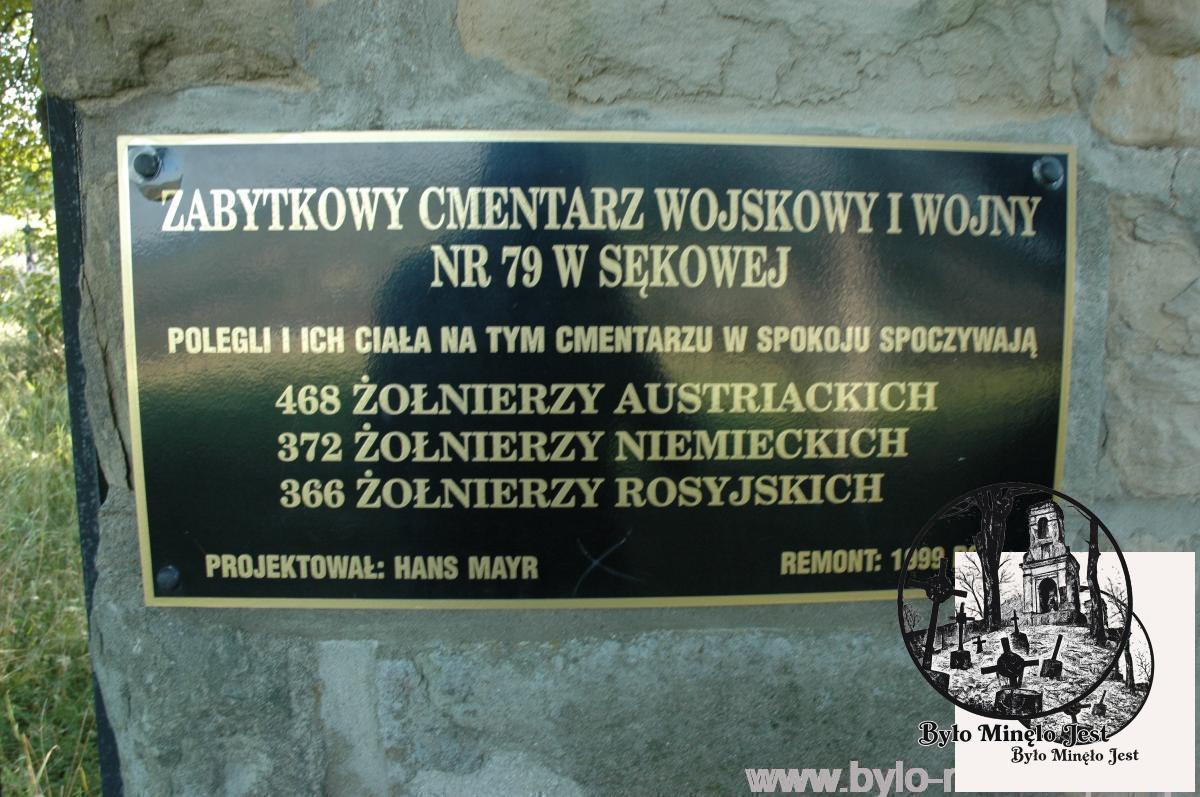 ZABYTKOWY CMENTARZ WOJSKOWY I WOJNY
NR 79 W SĘKOWEJ
POLEGLI I ICH CIAŁA NA TYM CMENTARZU W SPOKOJU SPOCZYWAJĄ
468 ŻOŁNIERZY AUSTRIACKICH
372 ŻOŁNIERZY NIEMIECKICH
366 ŻOŁNIERZY ROSYJSKICH
PROJEKTOWAŁ: HANS MAYR
REMONT: 1999
Było Minęło Jest
Było Minęło Jest